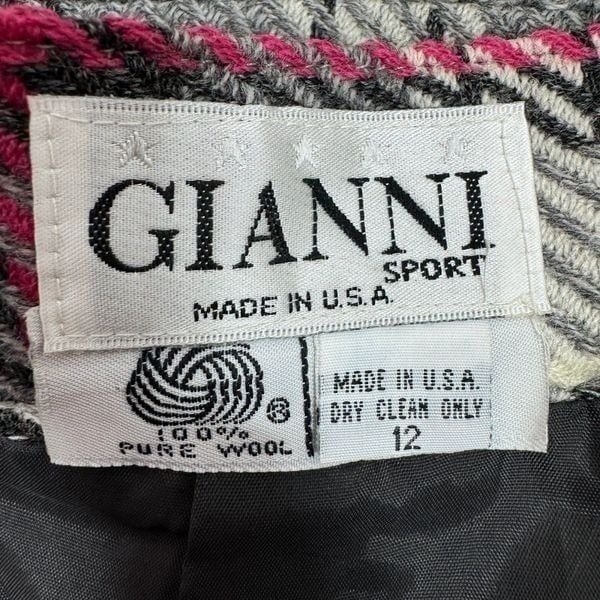 GIANNI
SPORT
MADE IN U.S.A.
®
100%
PURE WOOL
MADE IN U.S.A.
DRY CLEAN ONLY
12